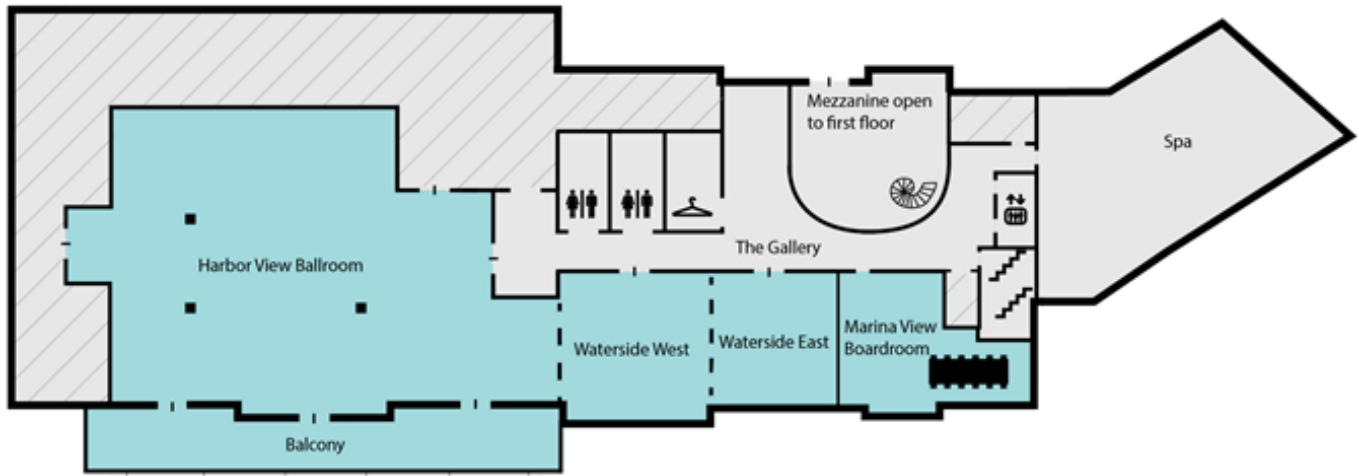 Mezzanine open
to first floor
Spa
The Gallery
Harbor View Ballroom
Waterside West
Waterside East
Marina View
Boardroom
Balcony